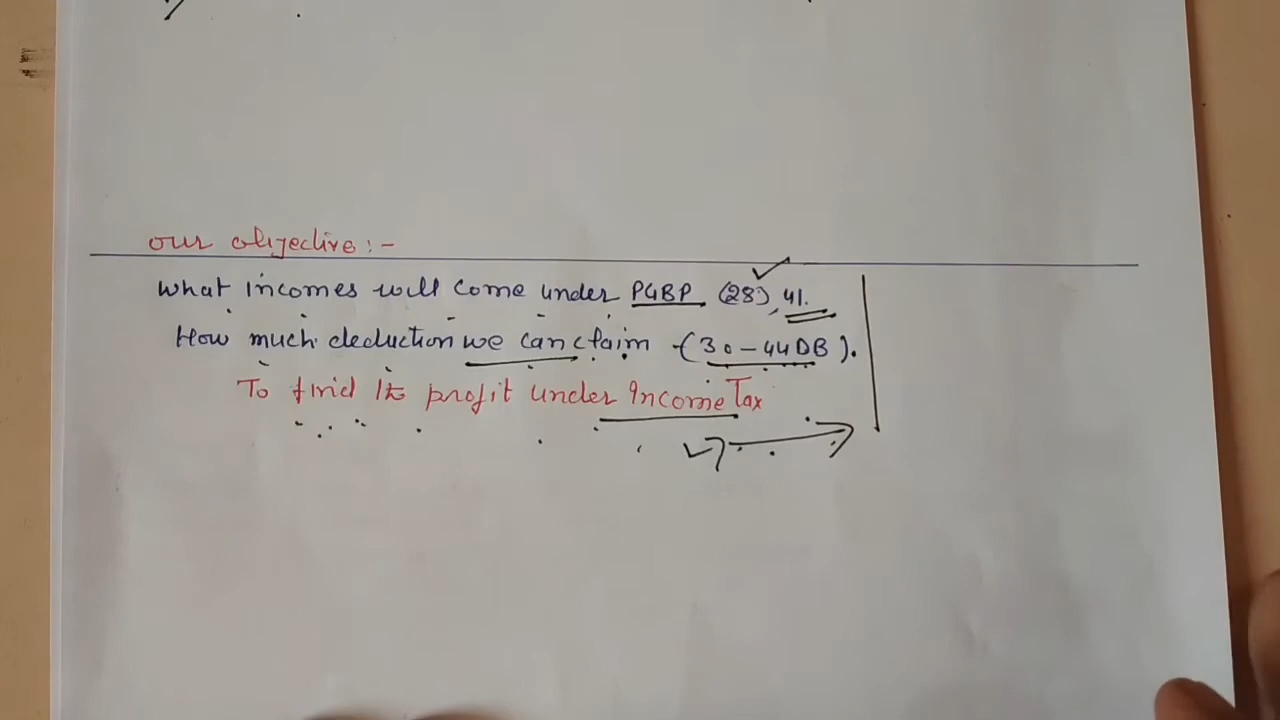 our objective:-
what incomes will come under PGBP (28), 41.
How much deduction we can claim (30-44DB).
To find the profit under Income Tax